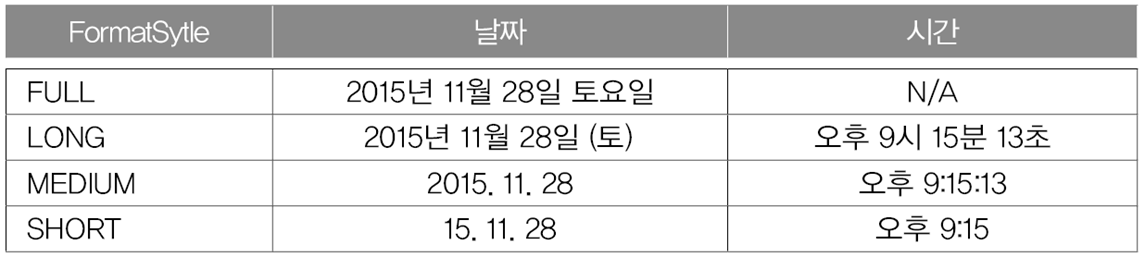 FormatSytle 날짜 시간
FULL 2015년 11월 28일 토요일 N/A
LONG 2015년 11월 28일 (토) 오후 9시 15분 13초
MEDIUM 2015. 11. 28 오후 9:15:13
SHORT 15. 11. 28 오후 9:15